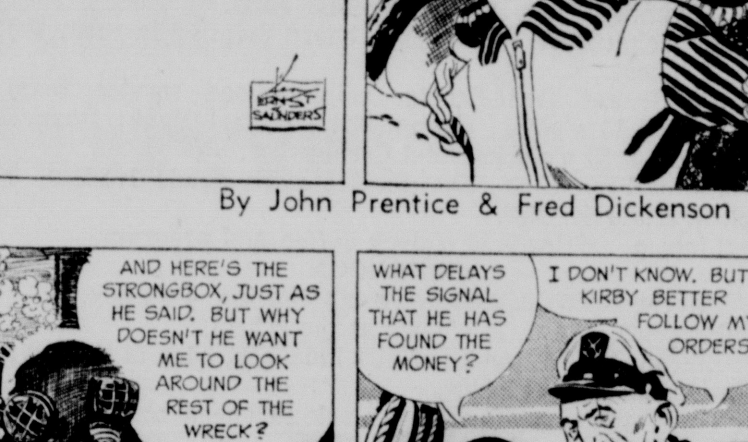 ERNST
SAUNDERS
By John Prentice & Fred Dickenson
AND HERE'S THE
STRONGBOX, JUST AS
HE SAID. BUT WHY
DOESN'T HE WANT
ME TO LOOK
AROUND THE
REST OF THE
WRECK?
WHAT DELAYS
THE SIGNAL
THAT HE HAS
FOUND THE
MONEY?
I DON'T KNOW. BUT
KIRBY BETTER
FOLLOW MY
ORDERS